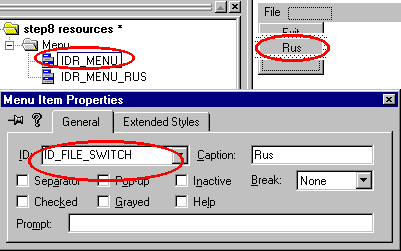 step8 resources *
Menu
IDR_MENU
IDR_MENU_RUS
File
Exit
Rus
Menu Item Properties
General
Extended Styles
ID: ID_FILE_SWITCH
Caption: Rus
Separator
Pop-up
Inactive
Break: None
Checked
Grayed
Help
Prompt: